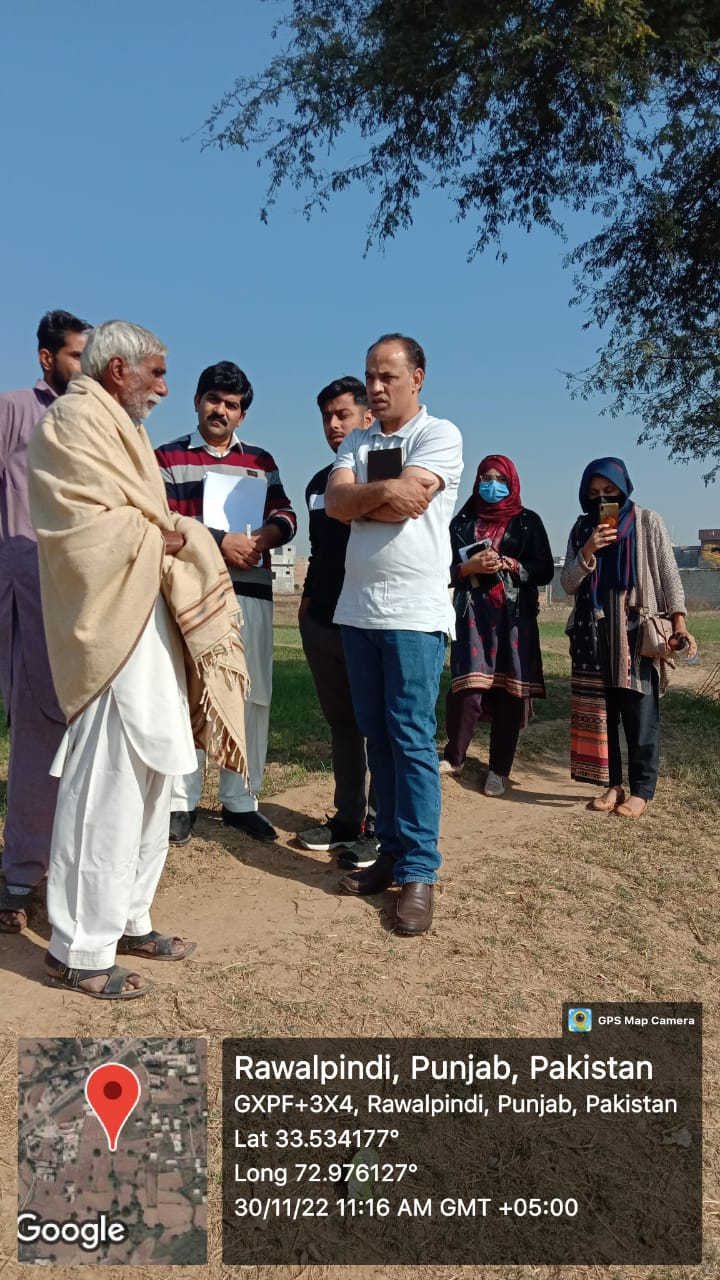 GPS Map Camera
Rawalpindi, Punjab, Pakistan
GXPF+3X4, Rawalpindi, Punjab, Pakistan
Lat 33.534177°
Long 72.976127°
30/11/22 11:16 AM GMT +05:00
Google